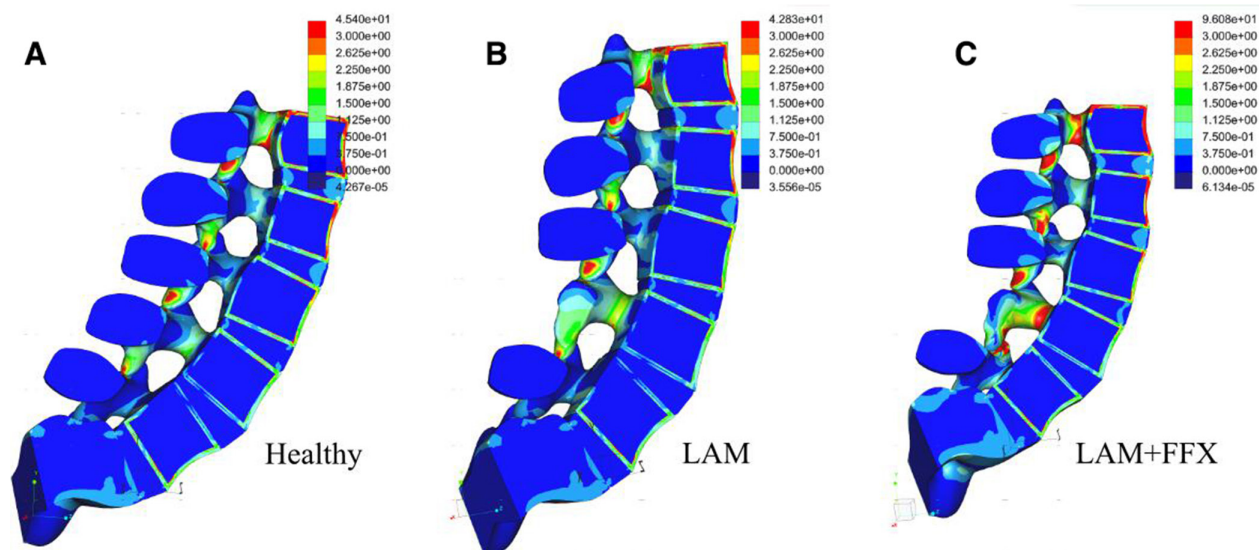 A
4.540e+01
3.000e+00
2.625e+00
2.250e+00
1.875e+00
1.500e+00
1.125e+00
7.500e-01
3.750e-01
0.000e+00
4.267e-05
Healthy
B
4.283e+01
3.000e+00
2.625e+00
2.250e+00
1.875e+00
1.500e+00
1.125e+00
7.500e-01
3.750e-01
0.000e+00
3.556e-05
LAM
C
9.608e+01
3.000e+00
2.625e+00
2.250e+00
1.875e+00
1.500e+00
1.125e+00
7.500e-01
3.750e-01
0.000e+00
6.134e-05
LAM+FFX